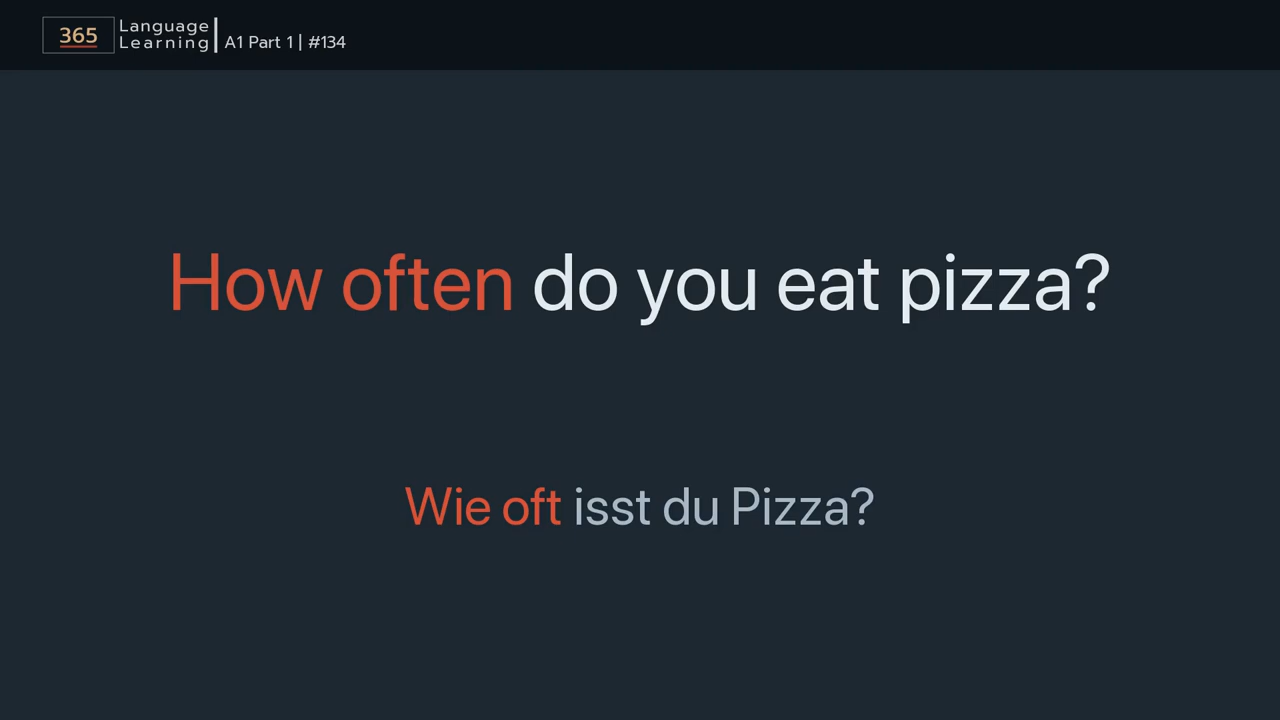 365
Language
Learning
A1 Part 1 | #134
How often do you eat pizza?
Wie oft isst du Pizza?